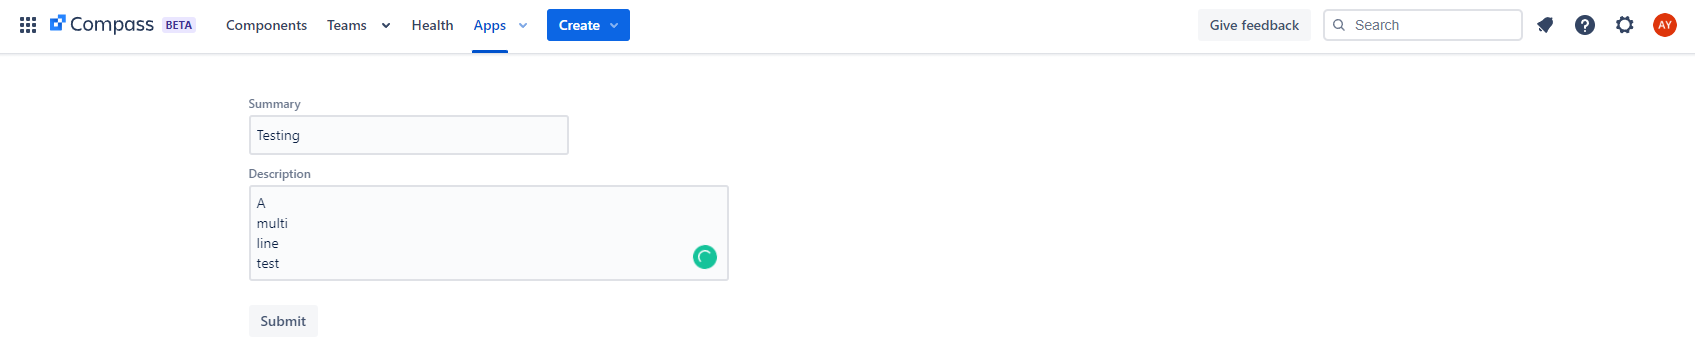 Compass BETA Components Teams Health Apps Create Give feedback Search AY
Summary
Testing
Description
A
multi
line
test
Submit